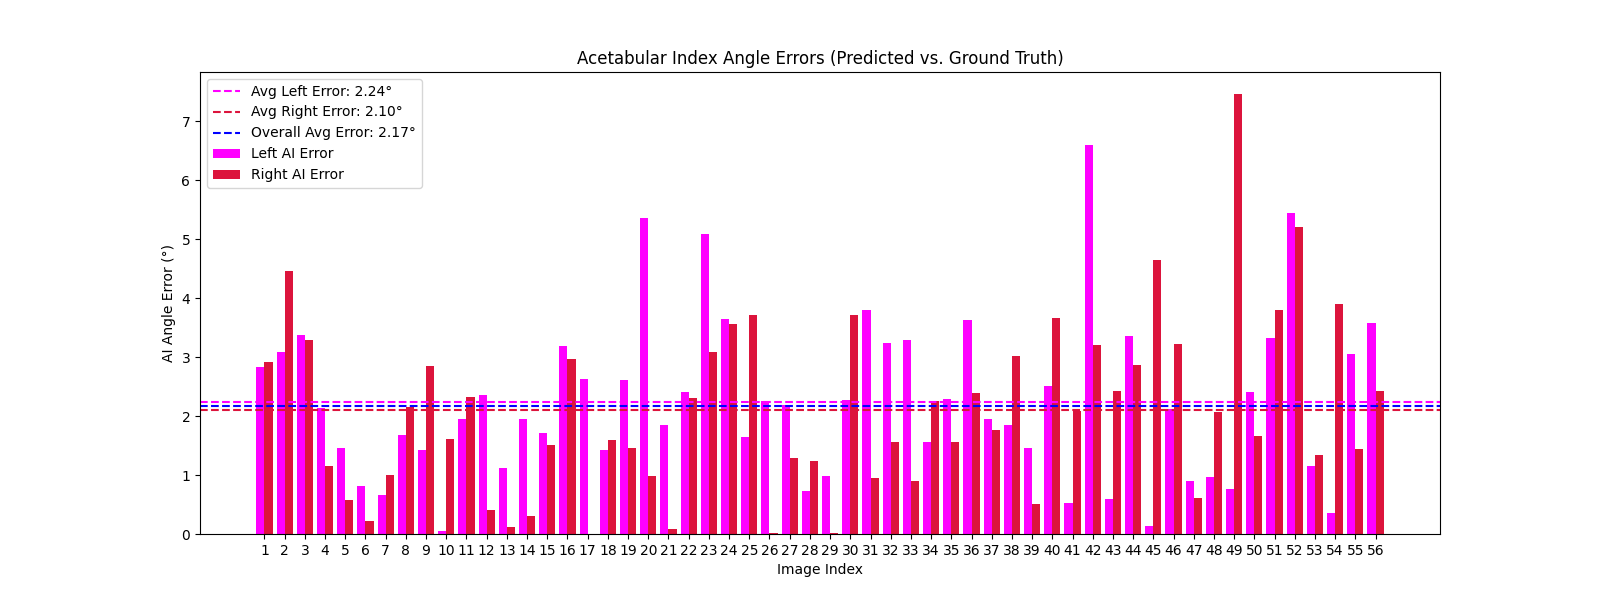 Acetabular Index Angle Errors (Predicted vs. Ground Truth)
Avg Left Error: 2.24°
Avg Right Error: 2.10°
Overall Avg Error: 2.17°
Left AI Error
Right AI Error
AI Angle Error (°)
7
6
5
4
3
2
1
0
1 2 3 4 5 6 7 8 9 10 11 12 13 14 15 16 17 18 19 20 21 22 23 24 25 26 27 28 29 30 31 32 33 34 35 36 37 38 39 40 41 42 43 44 45 46 47 48 49 50 51 52 53 54 55 56
Image Index